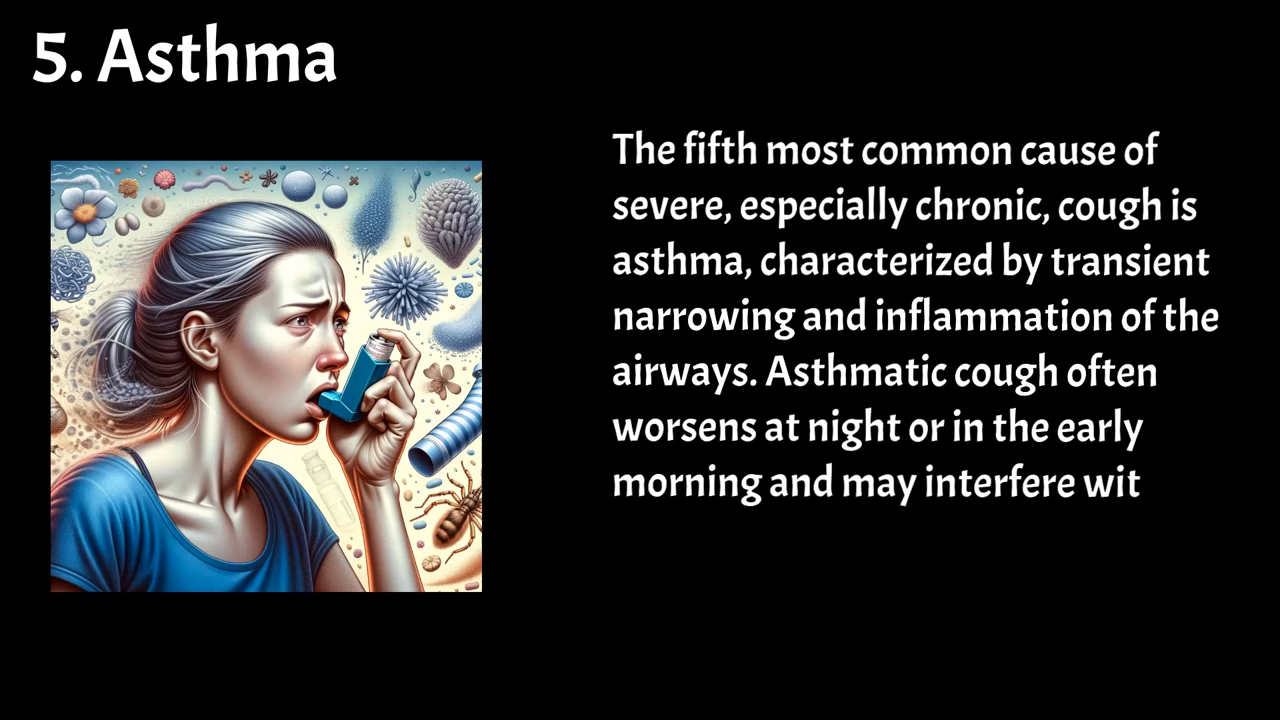 5. Asthma
The fifth most common cause of
severe, especially chronic, cough is
asthma, characterized by transient
narrowing and inflammation of the
airways. Asthmatic cough often
worsens at night or in the early
morning and may interfere wit